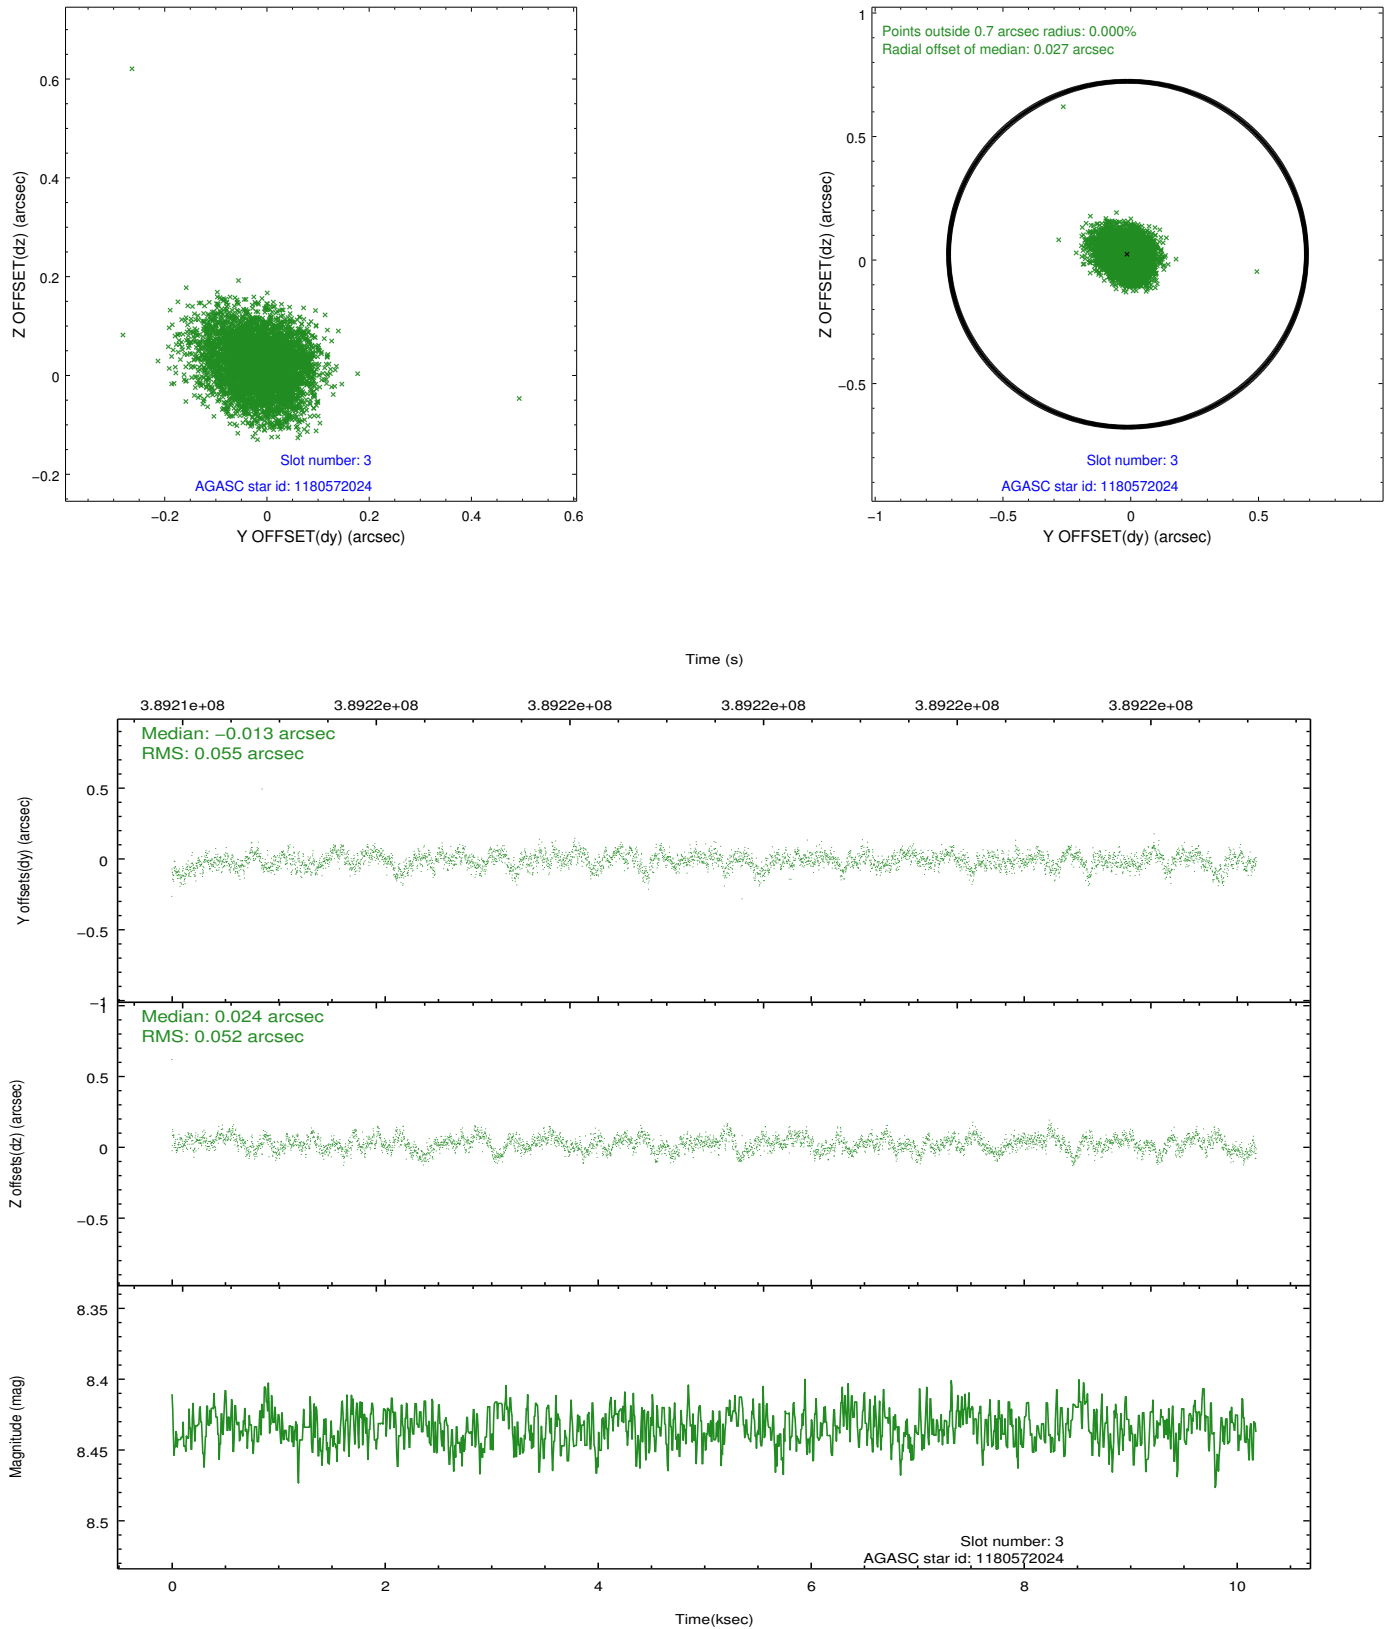 0.6
0.4
0.2
0
−0.2
Z OFFSET(dz) (arcsec)
Slot number: 3
AGASC star id: 1180572024
−0.2 0 0.2 0.4 0.6
Y OFFSET(dy) (arcsec)
1
0.5
0
−0.5
Z OFFSET(dz) (arcsec)
Points outside 0.7 arcsec radius: 0.000%
Radial offset of median: 0.027 arcsec
Slot number: 3
AGASC star id: 1180572024
−1 −0.5 0 0.5
Y OFFSET(dy) (arcsec)
Time (s)
3.8921e+08 3.8922e+08 3.8922e+08 3.8922e+08 3.8922e+08 3.8922e+08
Median: −0.013 arcsec
RMS: 0.055 arcsec
0.5
0
−0.5
−1
Y offsets(dy) (arcsec)
Median: 0.024 arcsec
RMS: 0.052 arcsec
1
0.5
0
−0.5
Z offsets(dz) (arcsec)
8.35
8.4
8.45
8.5
Magnitude (mag)
Slot number: 3
AGASC star id: 1180572024
0 2 4 6 8 10
Time(ksec)